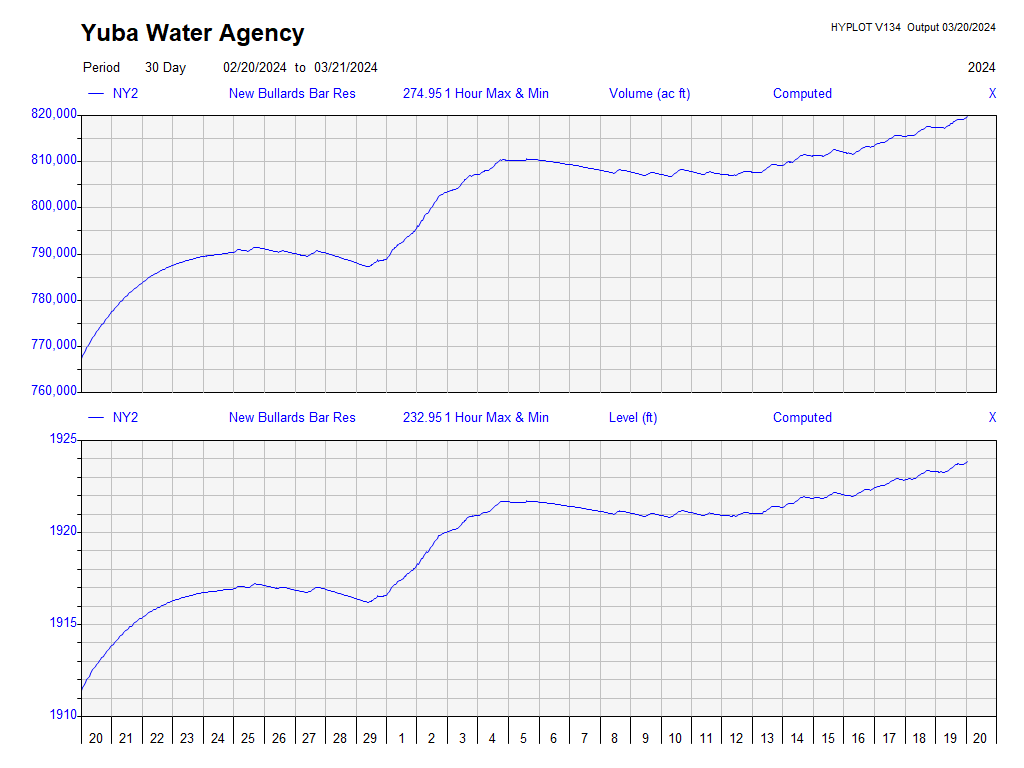 Yuba Water Agency
HYPLOT V134 Output 03/20/2024
Period 30 Day 02/20/2024 to 03/21/2024 2024
NY2 New Bullards Bar Res 274.95 1 Hour Max & Min Volume (ac ft) Computed X
820,000
810,000
800,000
790,000
780,000
770,000
760,000
NY2 New Bullards Bar Res 232.95 1 Hour Max & Min Level (ft) Computed X
1925
1920
1915
1910
20 21 22 23 24 25 26 27 28 29 1 2 3 4 5 6 7 8 9 10 11 12 13 14 15 16 17 18 19 20